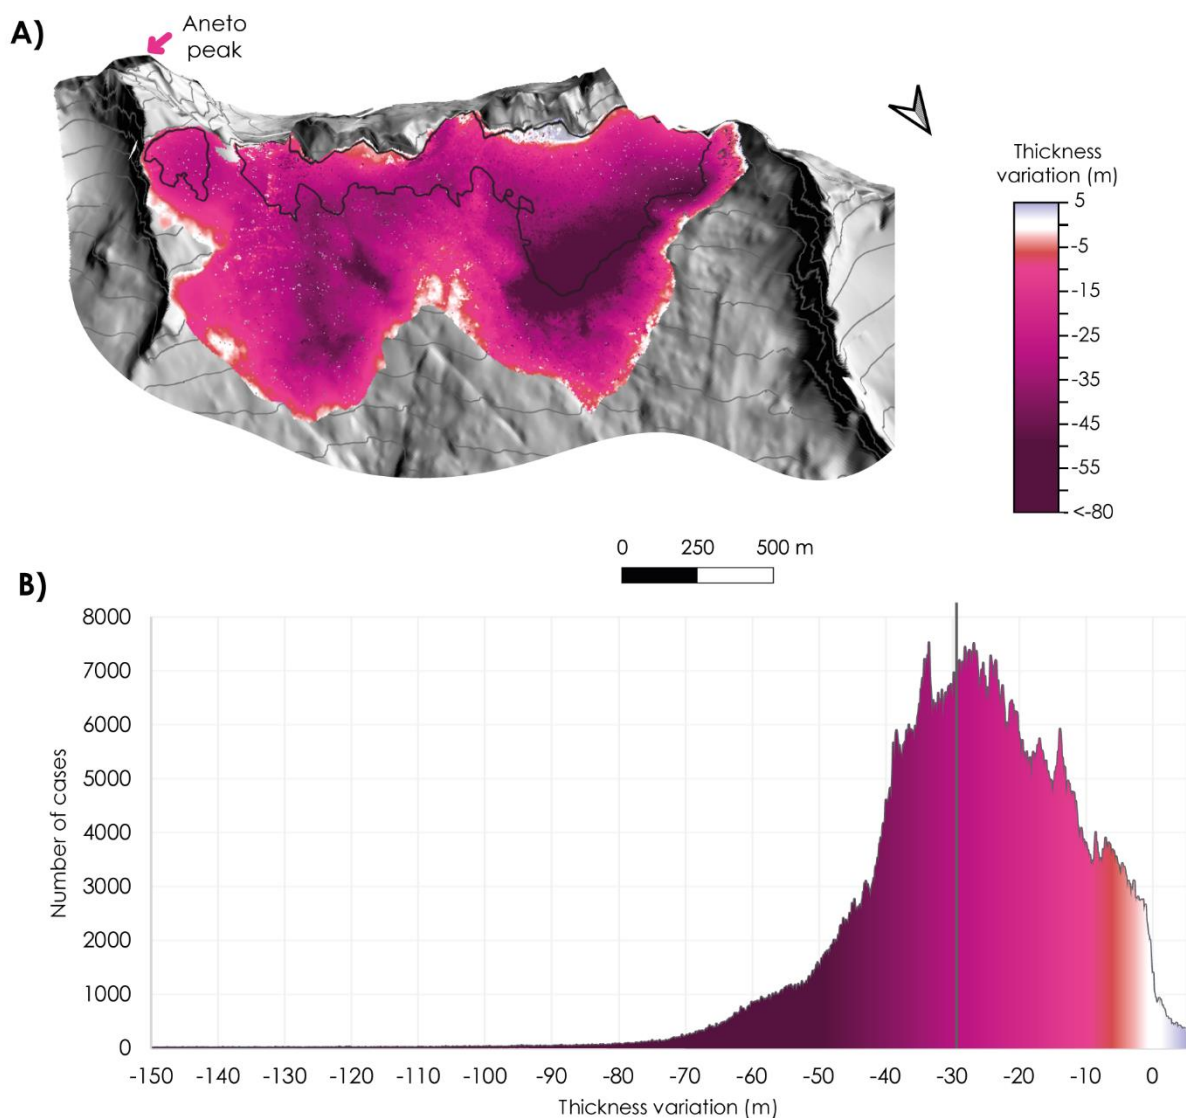 A)
Aneto
peak
Thickness
variation (m)
5
-5
-15
-25
-35
-45
-55
<-80
0 250 500 m
B)
8000
7000
6000
5000
4000
3000
2000
1000
0
Number of cases
-150 -140 -130 -120 -110 -100 -90 -80 -70 -60 -50 -40 -30 -20 -10 0
Thickness variation (m)